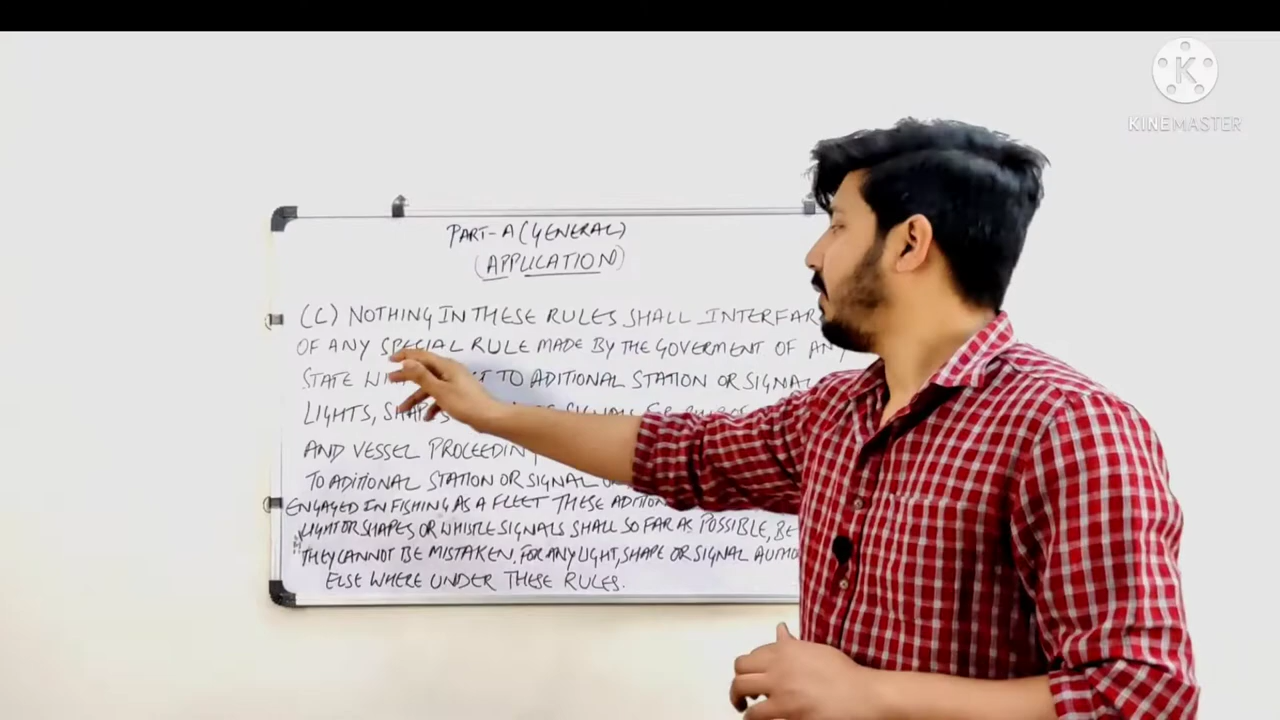 KINEMASTER
PART-A (GENERAL)
(APPLICATION)
(C) NOTHING IN THESE RULES SHALL INTERFAR
OF ANY SPECIAL RULE MADE BY THE GOVERMENT OF ANY
STATE TO ADITIONAL STATION OR SIGNAL
LIGHTS, SHAPES
AND VESSEL PROCEEDIN
TO ADITIONAL STATION OR SIGNAL
ENGAGED IN FISHING AS A FLEET THESE ADITION
LIGHT OR SHAPES OR WHISTLE SIGNALS SHALL SO FAR AS POSSIBLE, BE
THEY CANNOT BE MISTAKEN. FOR ANY LIGHT, SHAPE OR SIGNAL AUTHO
ELSE WHERE UNDER THESE RULES.